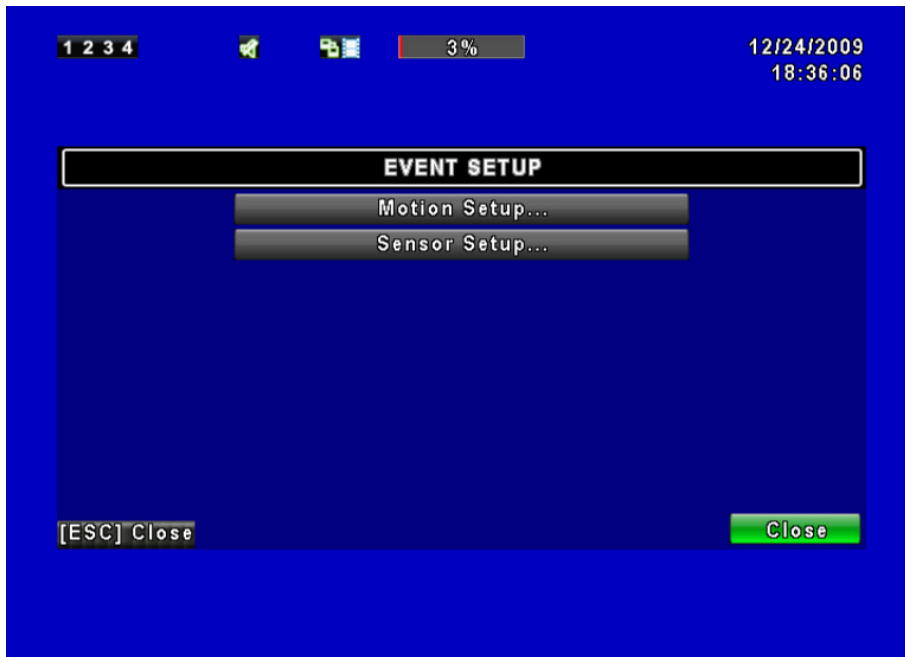 1 2 3 4
3%
12/24/2009
18:36:06
EVENT SETUP
Motion Setup...
Sensor Setup...
[ESC] Close
Close